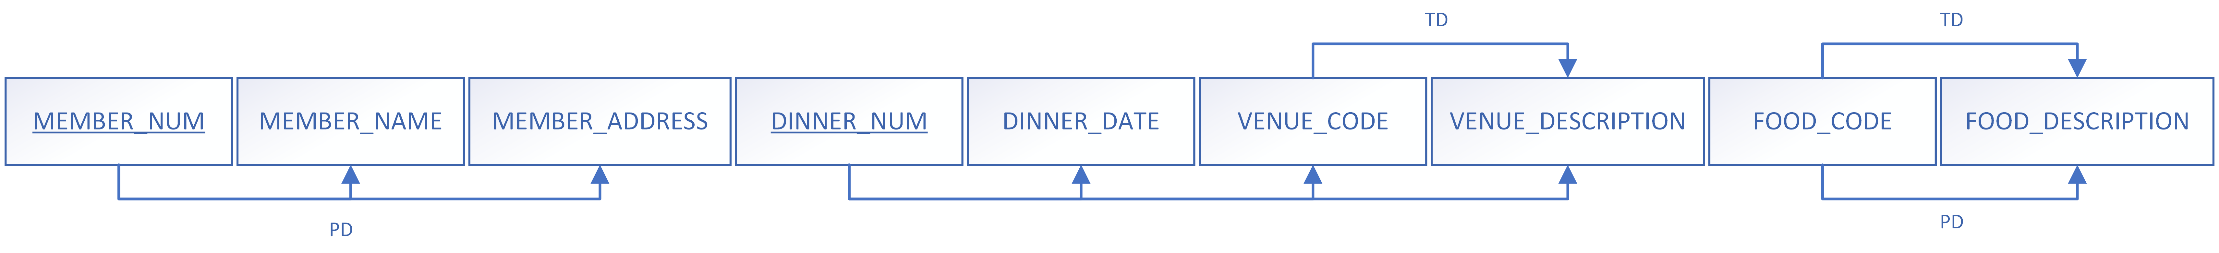 TD
TD
MEMBER_NUM
MEMBER_NAME
MEMBER_ADDRESS
DINNER_NUM
DINNER_DATE
VENUE_CODE
VENUE_DESCRIPTION
FOOD_CODE
FOOD_DESCRIPTION
PD
PD